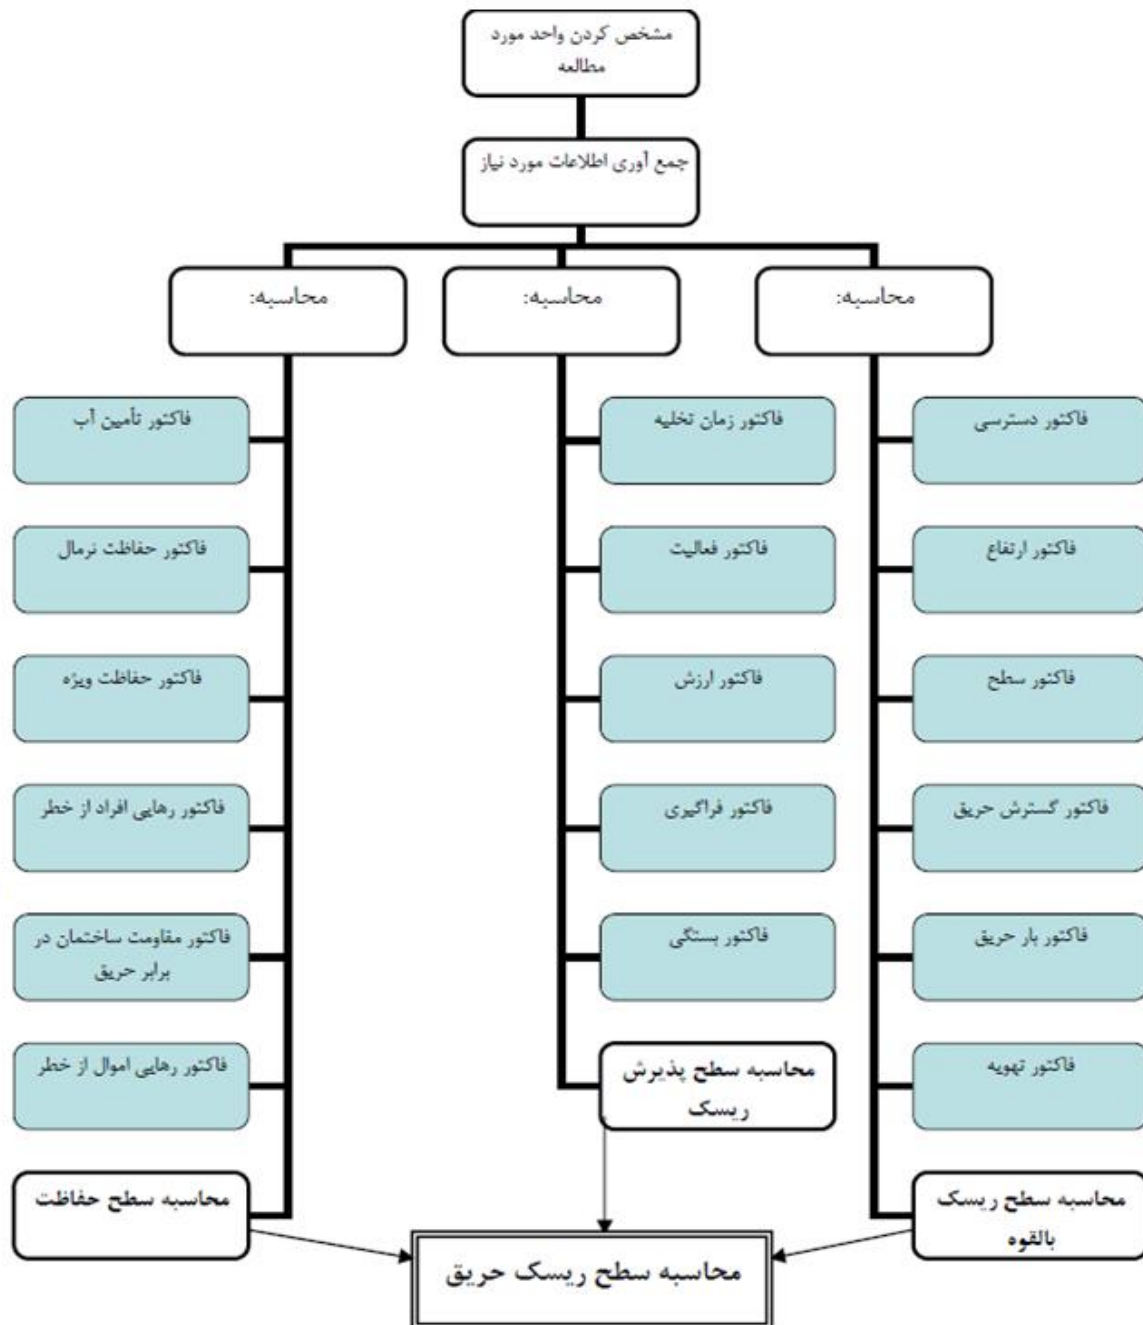 مشخص کردن واحد مورد
مطالعه
جمع آوری اطلاعات مورد نیاز
محاسبه:
محاسبه:
محاسبه:
فاکتور دسترسی
فاکتور ارتفاع
فاکتور سطح
فاکتور گسترش حریق
فاکتور بار حریق
فاکتور تهویه
محاسبه سطح ریسک
بالقوه
فاکتور زمان تخلیه
فاکتور فعالیت
فاکتور ارزش
فاکتور فراگیری
فاکتور بستگی
محاسبه سطح پذیرش
ریسک
فاکتور تأمین آب
فاکتور حفاظت نرمال
فاکتور حفاظت ویژه
فاکتور رهایی افراد از خطر
فاکتور مقاومت ساختمان در
برابر حریق
فاکتور رهایی اموال از خطر
محاسبه سطح حفاظت
محاسبه سطح ریسک حریق